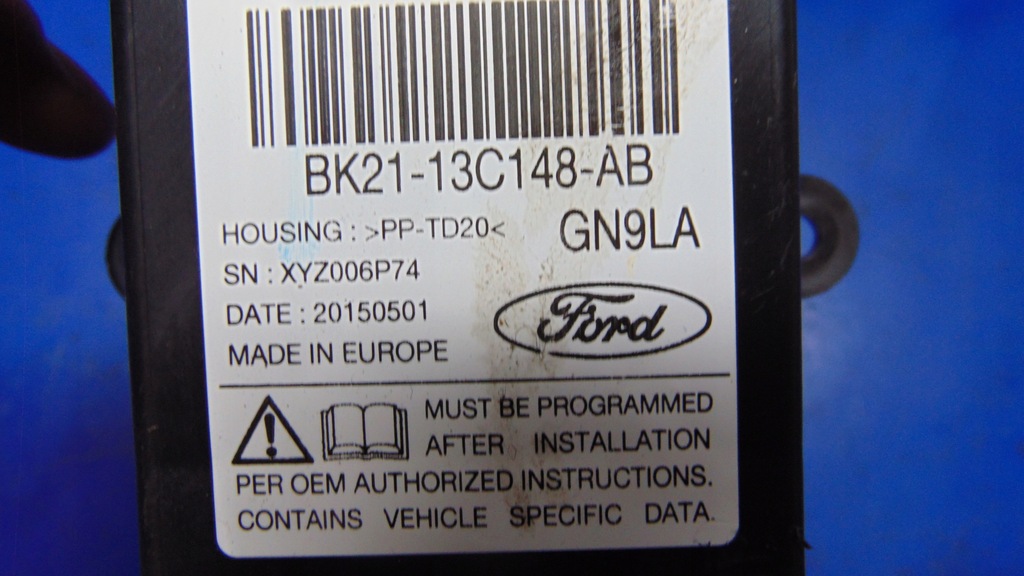 BK21-13C148-AB
HOUSING : >PP-TD20< GN9LA
SN : XYZ006P74
DATE : 20150501
Ford
MADE IN EUROPE
MUST BE PROGRAMMED
AFTER INSTALLATION
PER OEM AUTHORIZED INSTRUCTIONS.
CONTAINS VEHICLE SPECIFIC DATA.